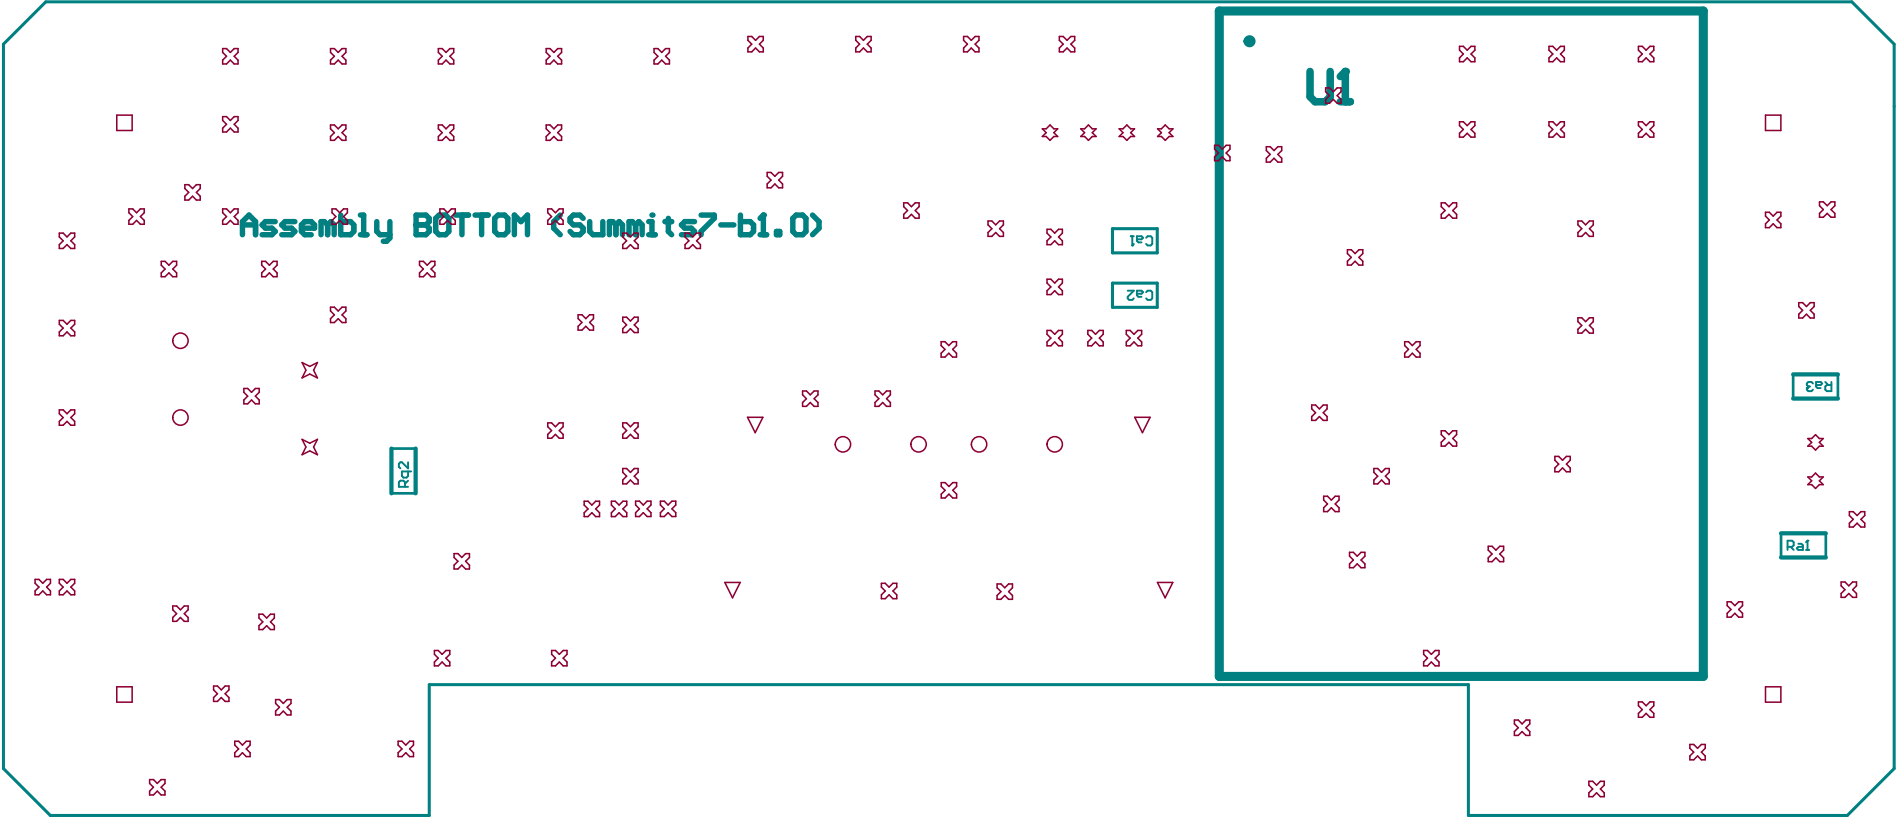 U1
Assembly BOTTOM (Summits7-b1.0)
Ca1
Ca2
Ra3
Rq2
Ra1